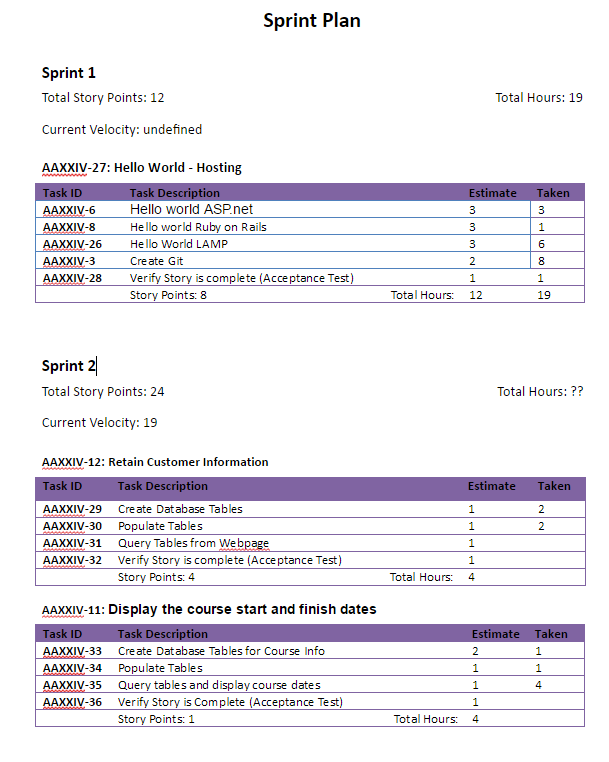 Sprint Plan
Sprint 1
Total Story Points: 12 Total Hours: 19
Current Velocity: undefined
AAXXIV-27: Hello World - Hosting
Task ID Task Description Estimate Taken
AAXXIV-6 Hello world ASP.net 3 3
AAXXIV-8 Hello world Ruby on Rails 3 1
AAXXIV-26 Hello World LAMP 3 6
AAXXIV-3 Create Git 2 8
AAXXIV-28 Verify Story is complete (Acceptance Test) 1 1
Story Points: 8 Total Hours: 12 19
Sprint 2
Total Story Points: 24 Total Hours: ??
Current Velocity: 19
AAXXIV-12: Retain Customer Information
Task ID Task Description Estimate Taken
AAXXIV-29 Create Database Tables 1 2
AAXXIV-30 Populate Tables 1 2
AAXXIV-31 Query Tables from Webpage 1
AAXXIV-32 Verify Story is complete (Acceptance Test) 1
Story Points: 4 Total Hours: 4
AAXXIV-11: Display the course start and finish dates
Task ID Task Description Estimate Taken
AAXXIV-33 Create Database Tables for Course Info 2 1
AAXXIV-34 Populate Tables 1 1
AAXXIV-35 Query tables and display course dates 1 4
AAXXIV-36 Verify Story is Complete (Acceptance Test) 1
Story Points: 1 Total Hours: 4